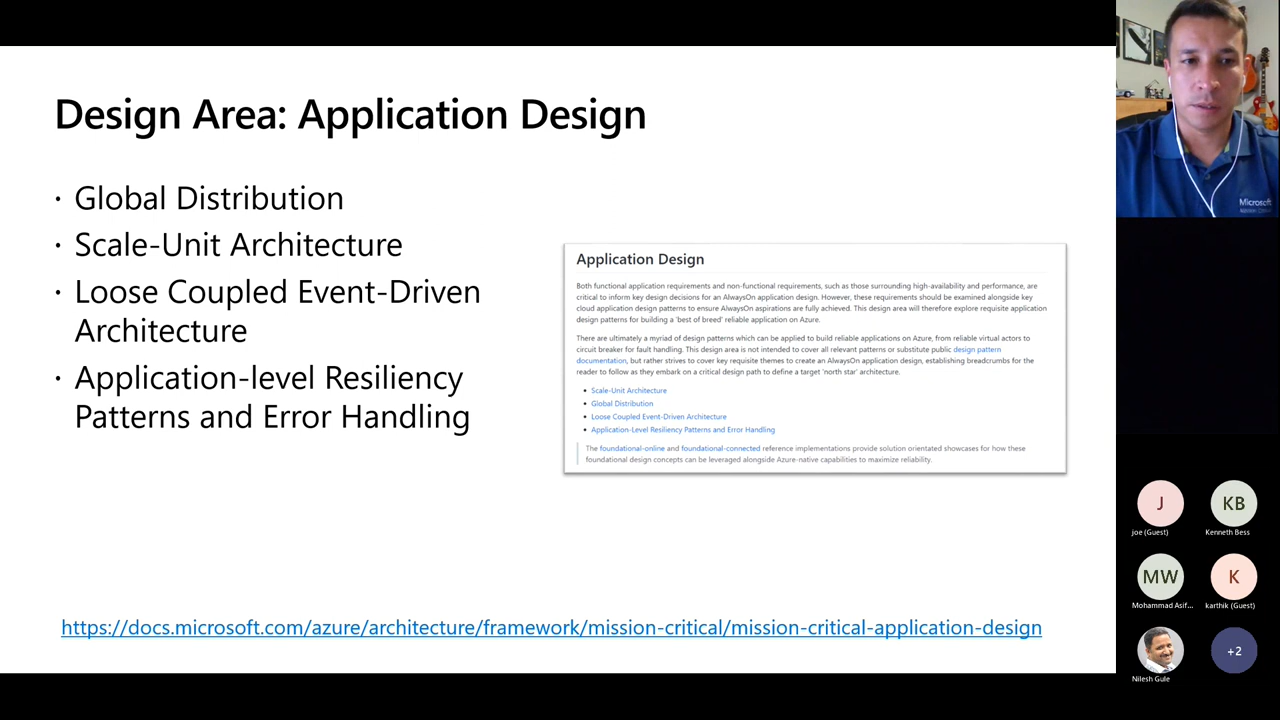 Design Area: Application Design
· Global Distribution
· Scale-Unit Architecture
· Loose Coupled Event-Driven
Architecture
· Application-level Resiliency
Patterns and Error Handling
Application Design
Both functional application requirements and non-functional requirements, such as those surrounding high-availability and performance, are
critical to inform key design decisions for an AlwaysOn application design. However, these requirements should be examined alongside key
cloud application design patterns to ensure AlwaysOn aspirations are fully achieved. This design area will therefore explore requisite application
design patterns for building a 'best of breed' reliable application on Azure.
There are ultimately a myriad of design patterns which can be applied to build reliable applications on Azure, from reliable virtual actors to
circuit breaker for fault handling. This design area is not intended to cover all relevant patterns or substitute public design pattern
documentation, but rather strives to cover key requisite themes to create an AlwaysOn application design, establishing breadcrumbs for the
reader to follow as they embark on a critical design path to define a target 'north star' architecture.
• Scale-Unit Architecture
• Global Distribution
• Loose Coupled Event-Driven Architecture
• Application-Level Resiliency Patterns and Error Handling
The foundational-online and foundational-connected reference implementations provide solution orientated showcases for how these
foundational design concepts can be leveraged alongside Azure-native capabilities to maximize reliability.
https://docs.microsoft.com/azure/architecture/framework/mission-critical/mission-critical-application-design
Microsoft
J
KB
joe (Guest)
Kenneth Bess
MW
K
Mohammad Asif...
karthik (Guest)
+2
Nilesh Gule